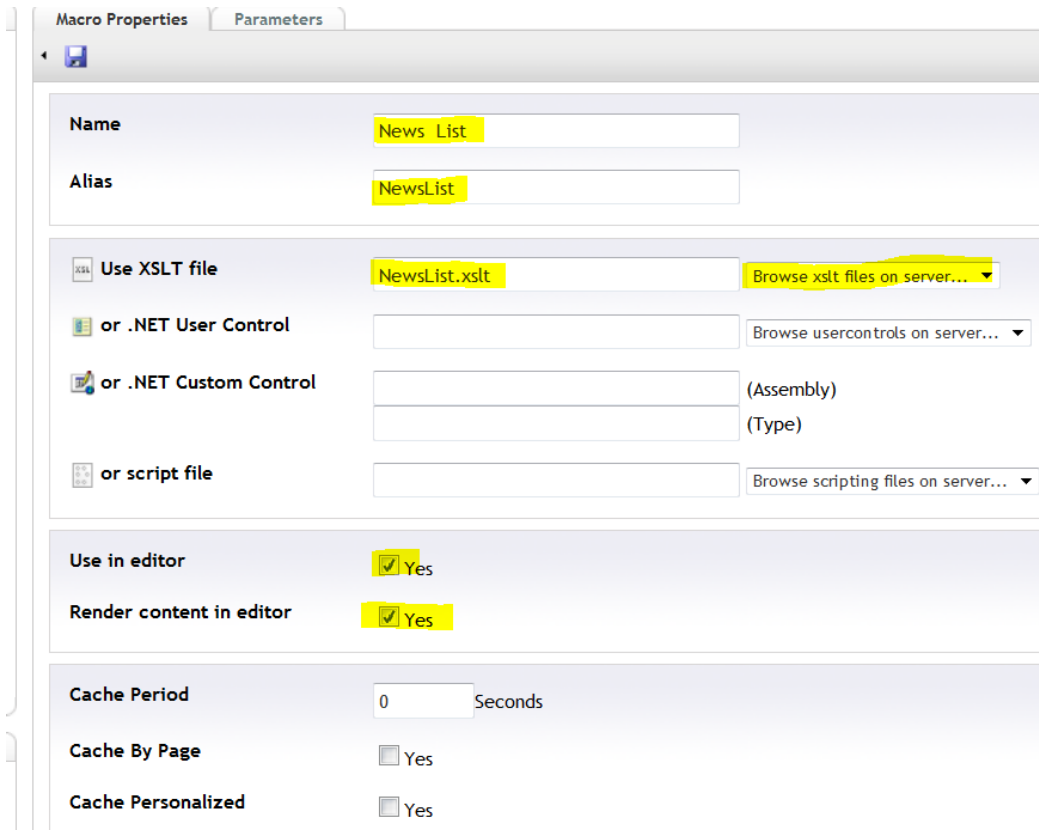 Macro Properties Parameters
Name News List
Alias NewsList
XSL Use XSLT file NewsList.xslt Browse xslt files on server...
or .NET User Control Browse usercontrols on server...
or .NET Custom Control (Assembly)
(Type)
or script file Browse scripting files on server...
Use in editor Yes
Render content in editor Yes
Cache Period 0 Seconds
Cache By Page Yes
Cache Personalized Yes